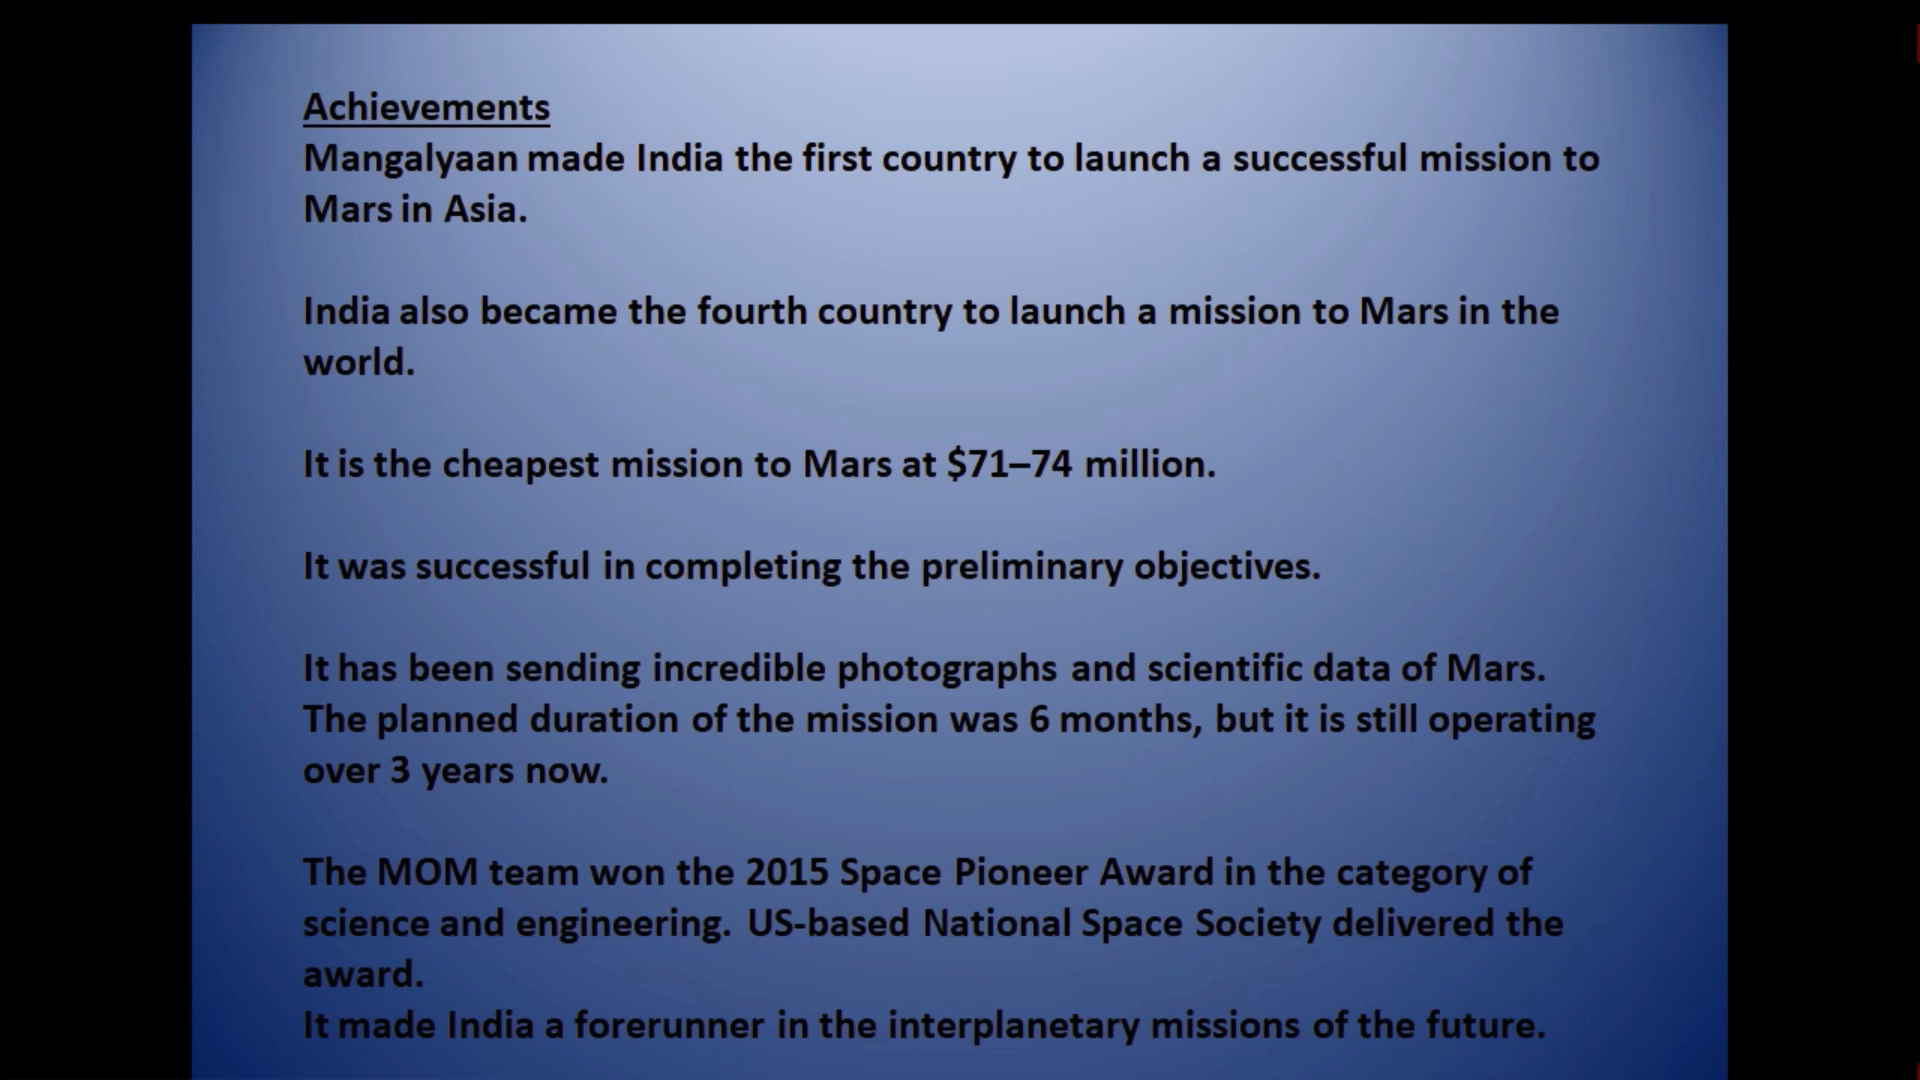 Achievements
Mangalyaan made India the first country to launch a successful mission to
Mars in Asia.
India also became the fourth country to launch a mission to Mars in the
world.
It is the cheapest mission to Mars at $71–74 million.
It was successful in completing the preliminary objectives.
It has been sending incredible photographs and scientific data of Mars.
The planned duration of the mission was 6 months, but it is still operating
over 3 years now.
The MOM team won the 2015 Space Pioneer Award in the category of
science and engineering. US-based National Space Society delivered the
award.
It made India a forerunner in the interplanetary missions of the future.